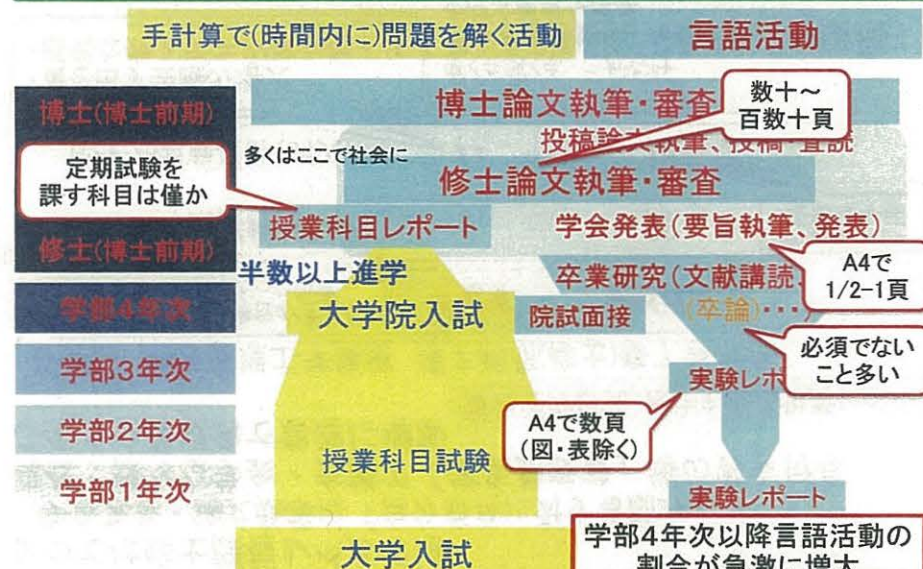 手計算で(時間内に)問題を解く活動
言語活動
博士(博士前期)
博士論文執筆・審査
数十～
百数十頁
投稿論文執筆、投稿・査読
多くはここで社会に
定期試験を
課す科目は僅か
修士論文執筆・審査
授業科目レポート
学会発表(要旨執筆、発表)
修士(博士前期)
半数以上進学
卒業研究(文献講読、
A4で
1/2-1頁
学部4年次
大学院入試
院試面接
(卒論)・・・)
必須でない
こと多い
学部3年次
実験レポ
A4で数頁
(図・表除く)
学部2年次
授業科目試験
学部1年次
実験レポート
大学入試
学部4年次以降言語活動の
割合が急激に増大